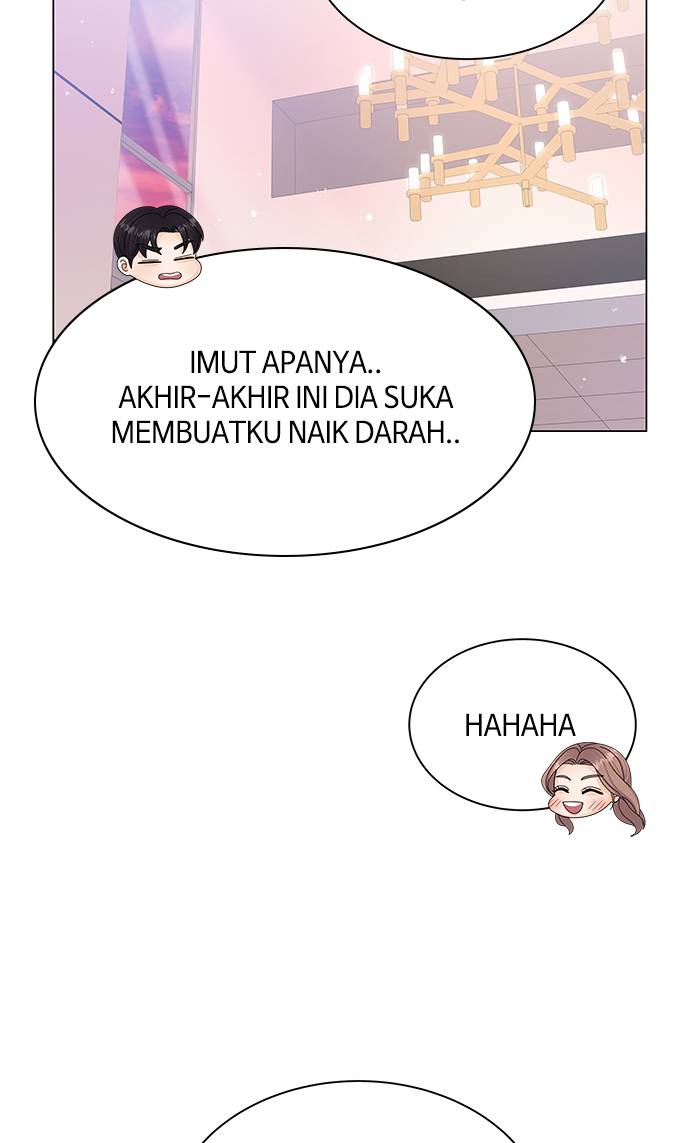 IMUT APANYA..
AKHIR-AKHIR INI DIA SUKA
MEMBUATKU NAIK DARAH..
HAHAHA